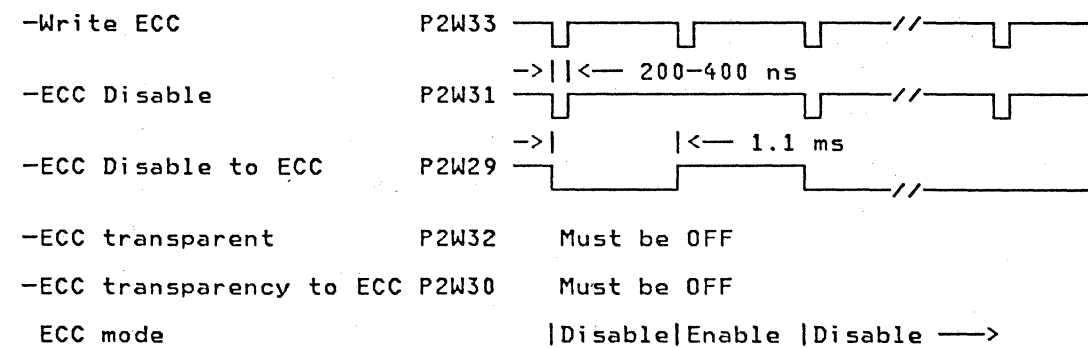 -Write ECC P2W33
->||<— 200-400 ns
-ECC Disable P2W31
->| |<— 1.1 ms
-ECC Disable to ECC P2W29
-ECC transparent P2W32 Must be OFF
-ECC transparency to ECC P2W30 Must be OFF
ECC mode |Disable|Enable |Disable —>